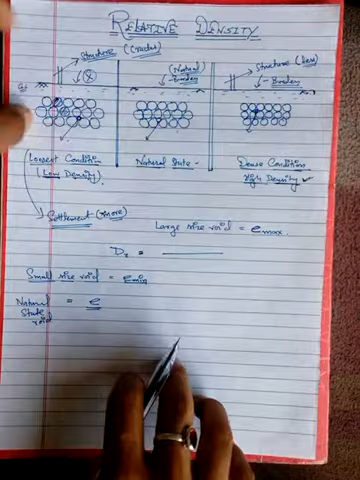 RELATIVE DENSITY
Structure (Cracks)
(Natural)
Burden
Structure (Less)
Burden
Loosest Condition
(Low Density).
Natural State -
Dense Condition
High Density ✓
→ Settlement (more)
Large size void = emax.
Dr = ————
Small size void = emin
Natural State void = e